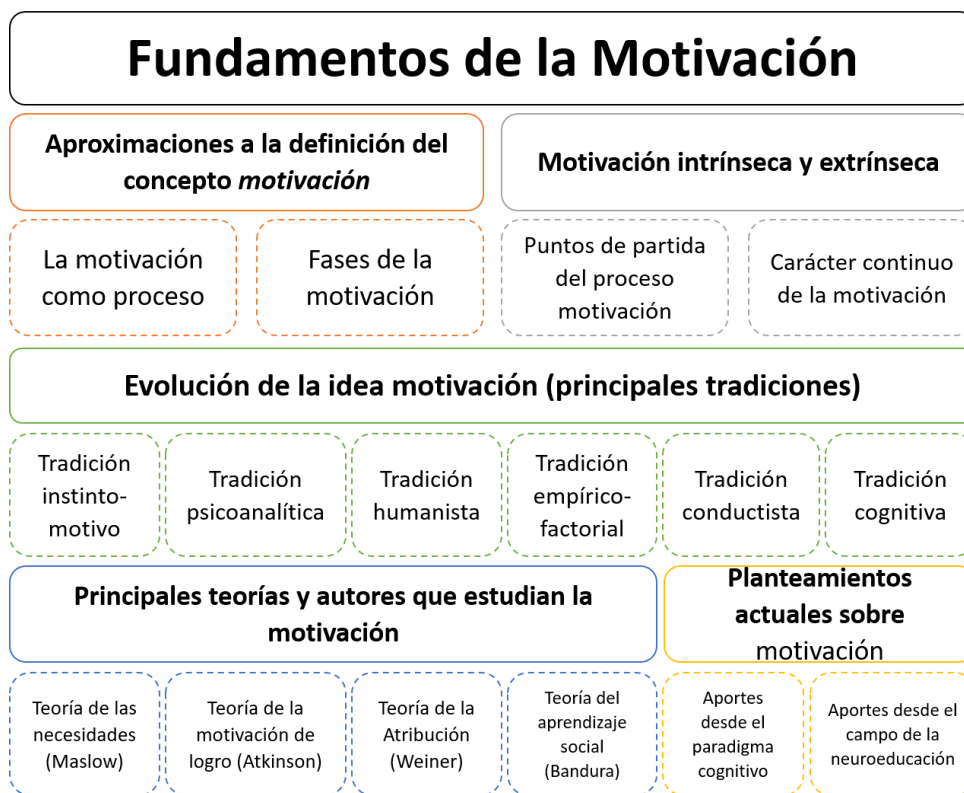 Fundamentos de la Motivación
Aproximaciones a la definición del
concepto motivación
Motivación intrínseca y extrínseca
La motivación
como proceso
Fases de la
motivación
Puntos de partida
del proceso
motivación
Carácter continuo
de la motivación
Evolución de la idea motivación (principales tradiciones)
Tradición
instinto-
motivo
Tradición
psicoanalítica
Tradición
humanista
Tradición
empírico-
factorial
Tradición
conductista
Tradición
cognitiva
Principales teorías y autores que estudian la
motivación
Planteamientos
actuales sobre
motivación
Teoría de las
necesidades
(Maslow)
Teoría de la
motivación de
logro (Atkinson)
Teoría de la
Atribución
(Weiner)
Teoría del
aprendizaje
social
(Bandura)
Aportes
desde el
paradigma
cognitivo
Aportes desde el
campo de la
neuroeducación